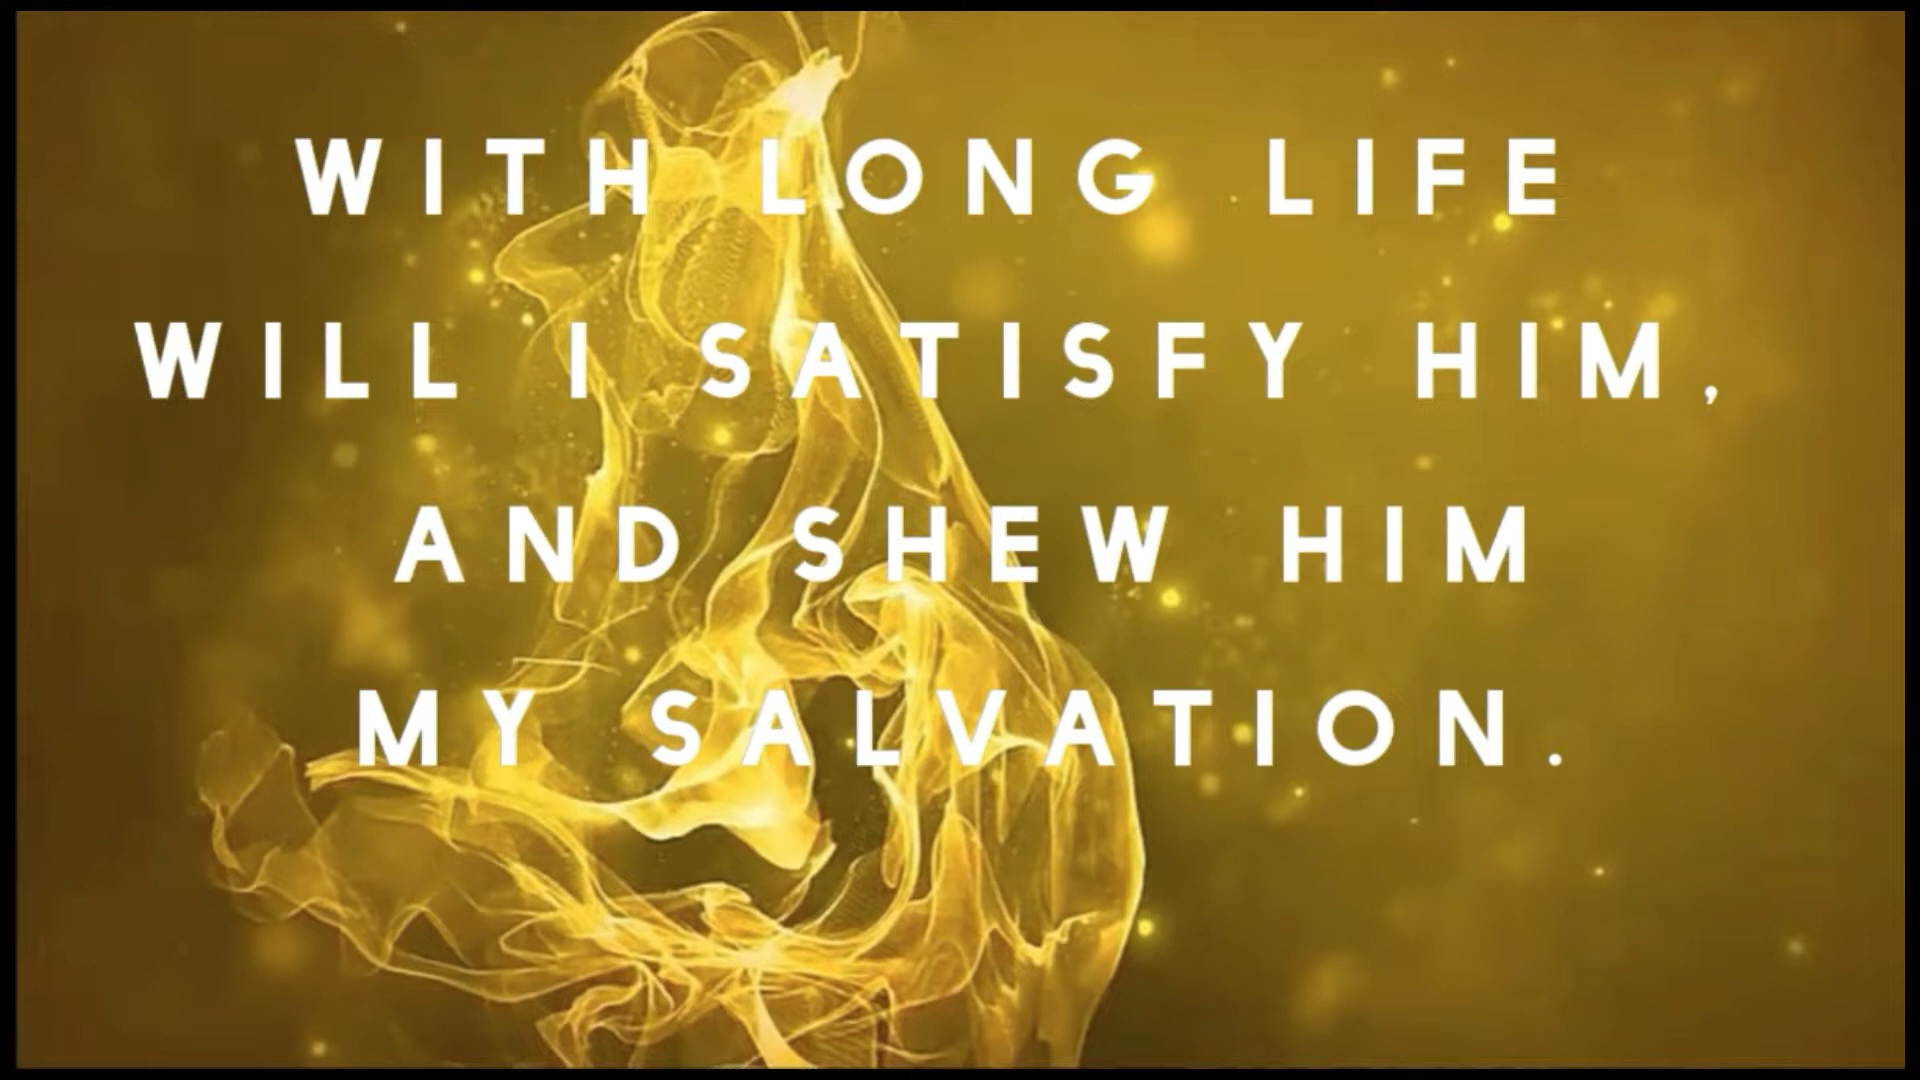 WITH LONG LIFE
WILL I SATISFY HIM,
AND SHEW HIM
MY SALVATION.